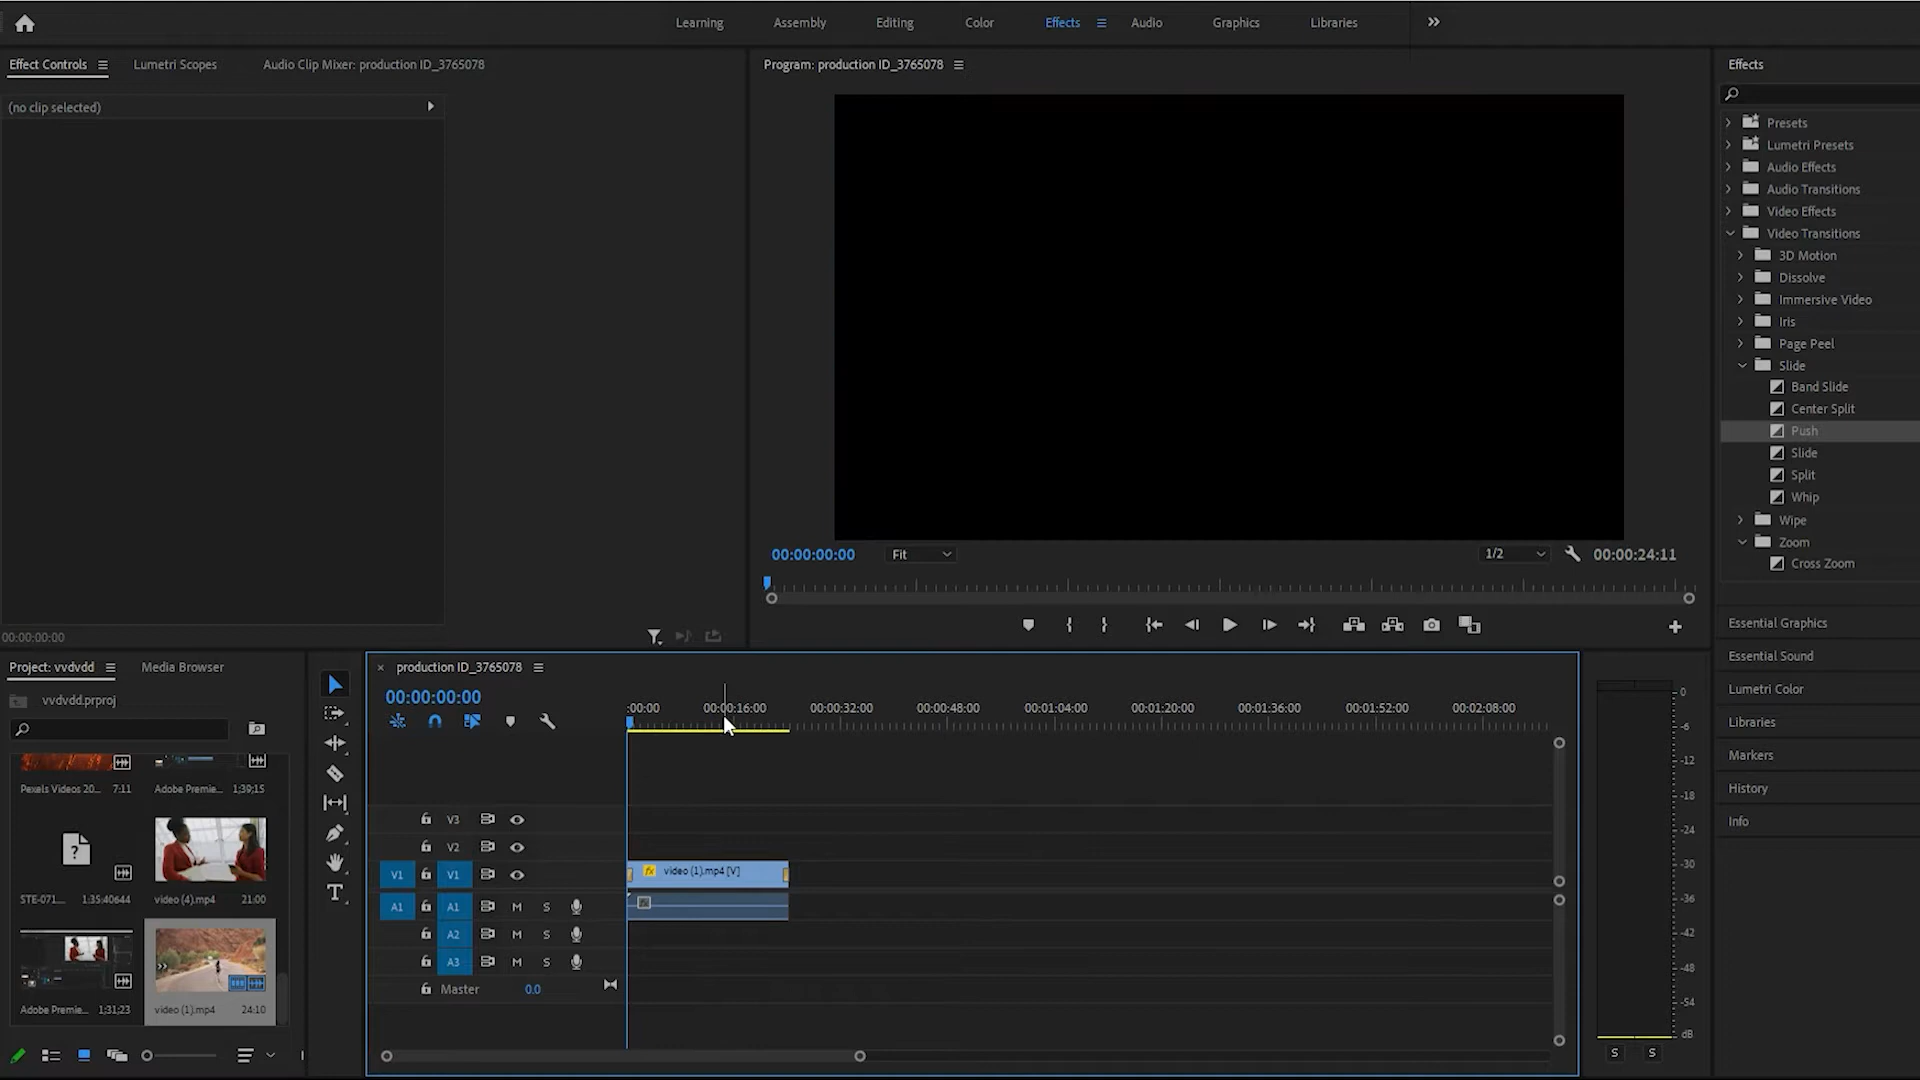 Learning Assembly Editing Color Effects Audio Graphics Libraries
Effect Controls Lumetri Scopes Audio Clip Mixer: production ID_3765078
(no clip selected)
00:00:00:00
Program: production ID_3765078
00:00:00:00 Fit 1/2 00:00:24:11
Effects
Presets
Lumetri Presets
Audio Effects
Audio Transitions
Video Effects
Video Transitions
3D Motion
Dissolve
Immersive Video
Iris
Page Peel
Slide
Band Slide
Center Split
Push
Slide
Split
Whip
Wipe
Zoom
Cross Zoom
Essential Graphics
Essential Sound
Lumetri Color
Libraries
Markers
History
Info
Project: vvdvdd Media Browser
vvdvdd.prproj
Pexels Videos 20... 7:11 Adobe Premie... 1;39;15
STE-071.... 1:35:40644 video (4).mp4 21:00
Adobe Premie... 1;31;23 video (1).mp4 24:10
production ID_3765078
00:00:00:00
:00:00 00:00:16:00 00:00:32:00 00:00:48:00 00:01:04:00 00:01:20:00 00:01:36:00 00:01:52:00 00:02:08:00
V3
V2
V1 V1 fx video (1).mp4 [V]
A1 A1 M S
A2 M S
A3 M S
Master 0.0
0
-6
-12
-18
-24
-30
-36
-42
-48
-54
dB
S S